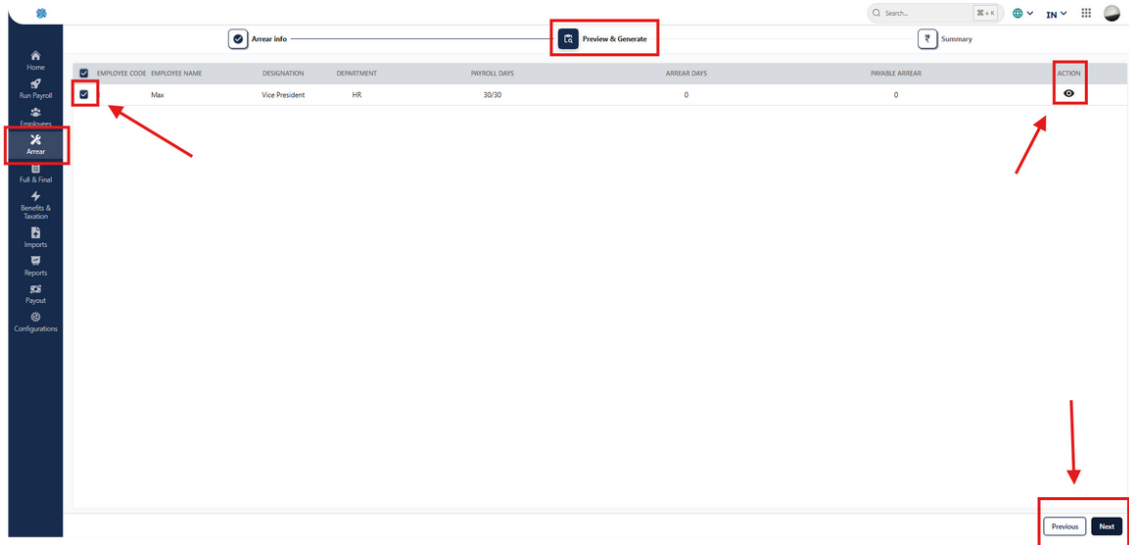 Search...
⌘ + K
IN
Arrear info
Preview & Generate
Summary
Home
Run Payroll
Employees
Arrear
Full & Final
Benefits &
Taxation
Imports
Reports
Payout
Configurations
EMPLOYEE CODE EMPLOYEE NAME DESIGNATION DEPARTMENT PAYROLL DAYS ARREAR DAYS PAYABLE ARREAR ACTION
Max Vice President HR 30/30 0 0
Previous Next